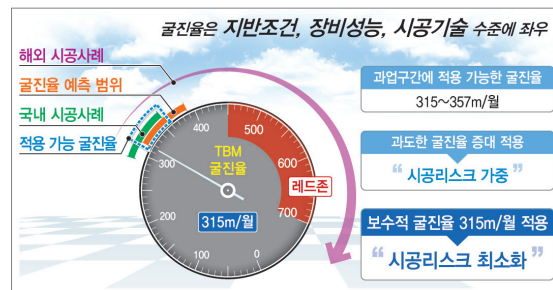 굴진율은 지반조건, 장비성능, 시공기술 수준에 좌우
해외 시공사례
굴진율 예측 범위
국내 시공사례
적용 가능 굴진율
400
500
300
600
TBM
굴진율
레드존
200
700
315m/월
100
0
과업구간에 적용 가능한 굴진율
315~357m/월
과도한 굴진율 증대 적용
“ 시공리스크 가중 ”
보수적 굴진율 315m/월 적용
“ 시공리스크 최소화 ”